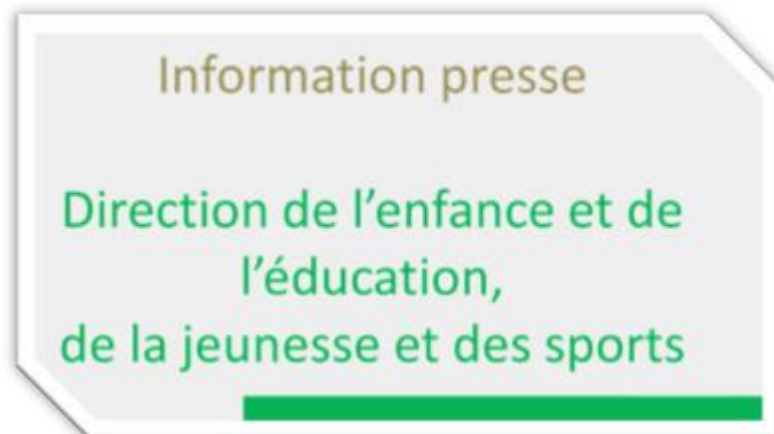 Information presse
Direction de l’enfance et de
l’éducation,
de la jeunesse et des sports